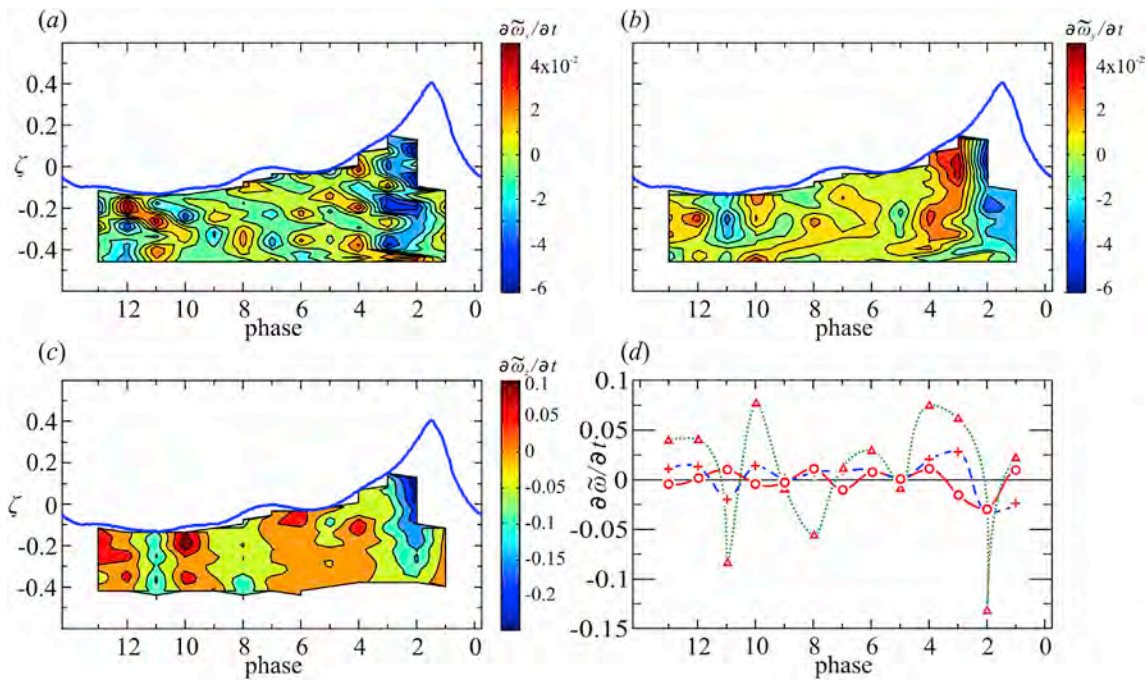 (a)
∂ω̃ₓ/∂t
0.4
0.2
0
-0.2
-0.4
ζ
12 10 8 6 4 2 0
phase
4x10⁻²
2
0
-2
-4
-6
(b)
∂ω̃ᵧ/∂t
12 10 8 6 4 2 0
phase
4x10⁻²
2
0
-2
-4
-6
(c)
∂ω̃_z/∂t
0.4
0.2
0
-0.2
-0.4
ζ
12 10 8 6 4 2 0
phase
0.1
0.05
0
-0.05
-0.1
-0.15
-0.2
(d)
∂ω̃/∂t
0.1
0.05
0
-0.05
-0.1
-0.15
12 10 8 6 4 2 0
phase